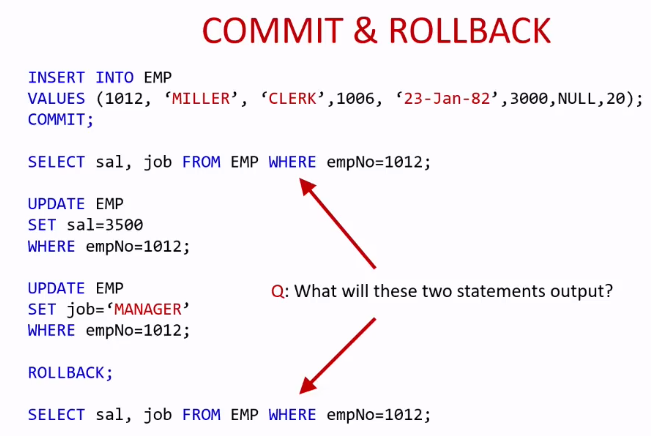 COMMIT & ROLLBACK
INSERT INTO EMP
VALUES (1012, ‘MILLER’, ‘CLERK’,1006, ‘23-Jan-82’,3000,NULL,20);
COMMIT;
SELECT sal, job FROM EMP WHERE empNo=1012;
UPDATE EMP
SET sal=3500
WHERE empNo=1012;
UPDATE EMP
SET job=‘MANAGER’
WHERE empNo=1012;
Q: What will these two statements output?
ROLLBACK;
SELECT sal, job FROM EMP WHERE empNo=1012;